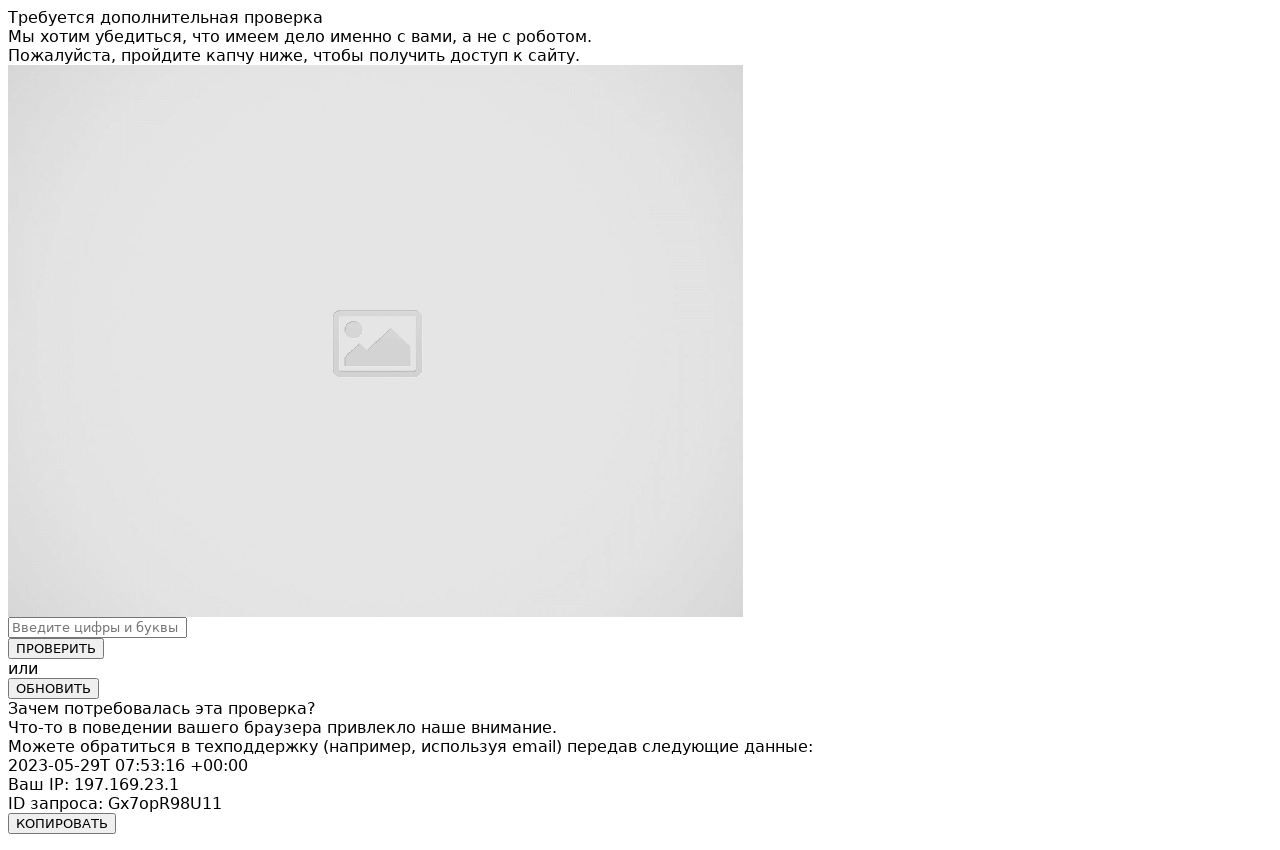 Требуется дополнительная проверка
Мы хотим убедиться, что имеем дело именно с вами, а не с роботом.
Пожалуйста, пройдите капчу ниже, чтобы получить доступ к сайту.
Введите цифры и буквы
ПРОВЕРИТЬ
или
ОБНОВИТЬ
Зачем потребовалась эта проверка?
Что-то в поведении вашего браузера привлекло наше внимание.
Можете обратиться в техподдержку (например, используя email) передав следующие данные:
2023-05-29T 07:53:16 +00:00
Ваш IP: 197.169.23.1
ID запроса: Gx7opR98U11
КОПИРОВАТЬ